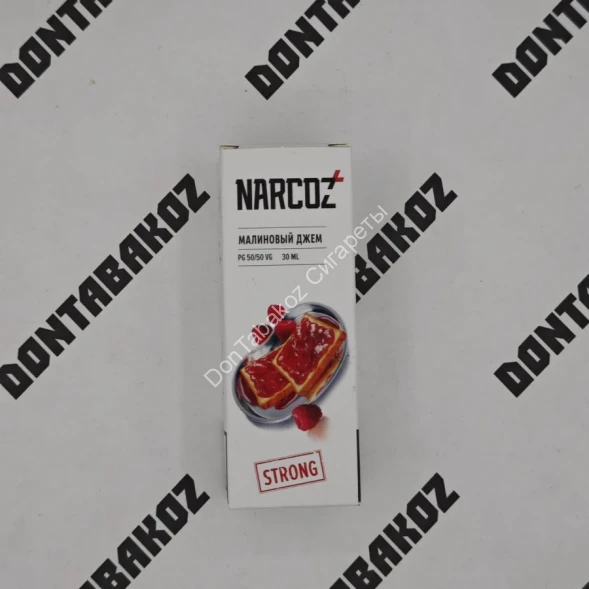 DONTABAKOZ
DONTABAKOZ
DONTABAKOZ
NARCOZ+
МАЛИНОВЫЙ ДЖЕМ
PG 50/50 VG 30 ML
DonTabakoz Сигареты
STRONG
DONTABAKOZ
DONTABAKOZ
DONTABAKOZ
DONTABAKOZ